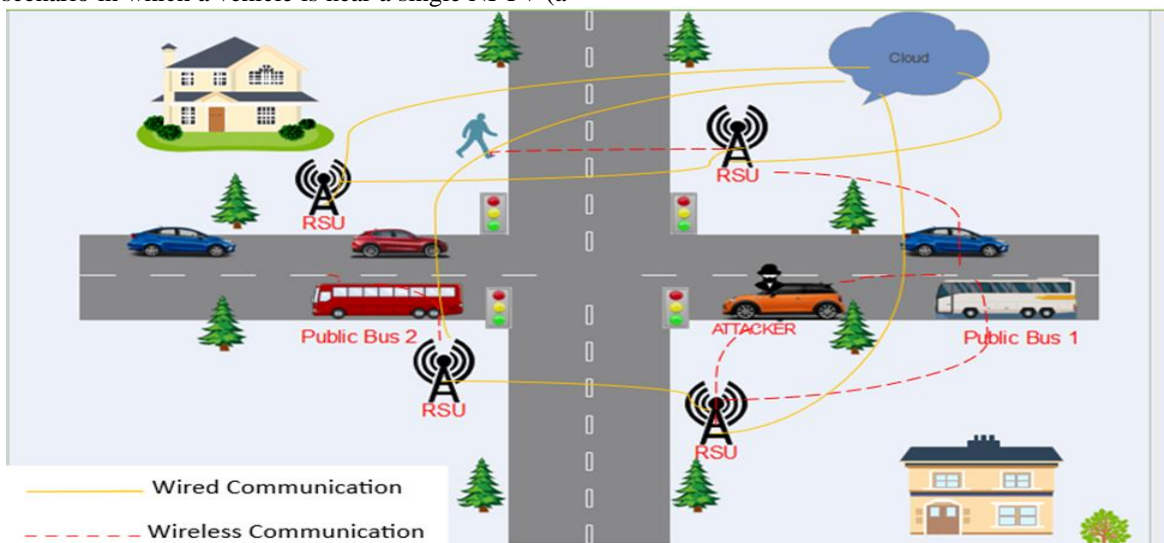 Cloud
RSU
RSU
Public Bus 2
ATTACKER
Public Bus 1
RSU
RSU
Wired Communication
Wireless Communication